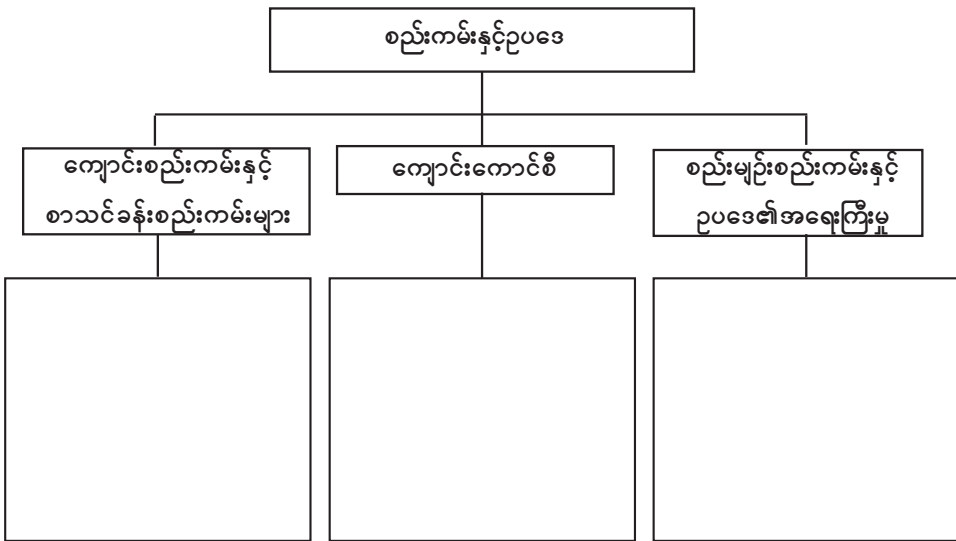 စည်းကမ်းနှင့်ဥပဒေ
ကျောင်းစည်းကမ်းနှင့်
စာသင်ခန်းစည်းကမ်းများ
ကျောင်းကောင်စီ
စည်းမျဉ်းစည်းကမ်းနှင့်
ဥပဒေ၏အရေးကြီးမှု